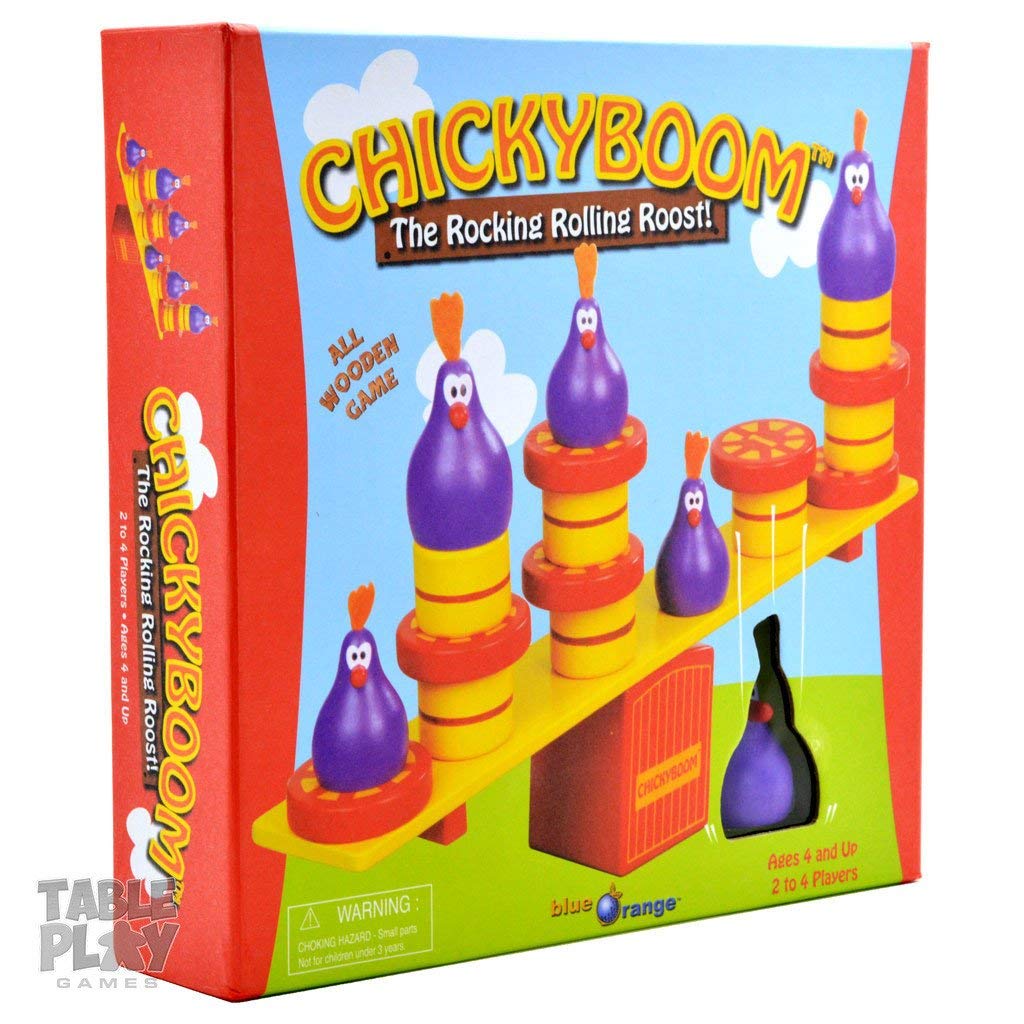 CHICKYBOOM™
The Rocking Rolling Roost!
ALL
WOODEN
GAME
CHICKYBOOM
Ages 4 and Up
2 to 4 Players
blue Orange™
WARNING :
CHOKING HAZARD - Small parts
Not for children under 3 years.
CHICKYBOOM™
The Rocking Rolling Roost!
2 to 4 Players • Ages 4 and Up
TABLE
PLAY
GAMES